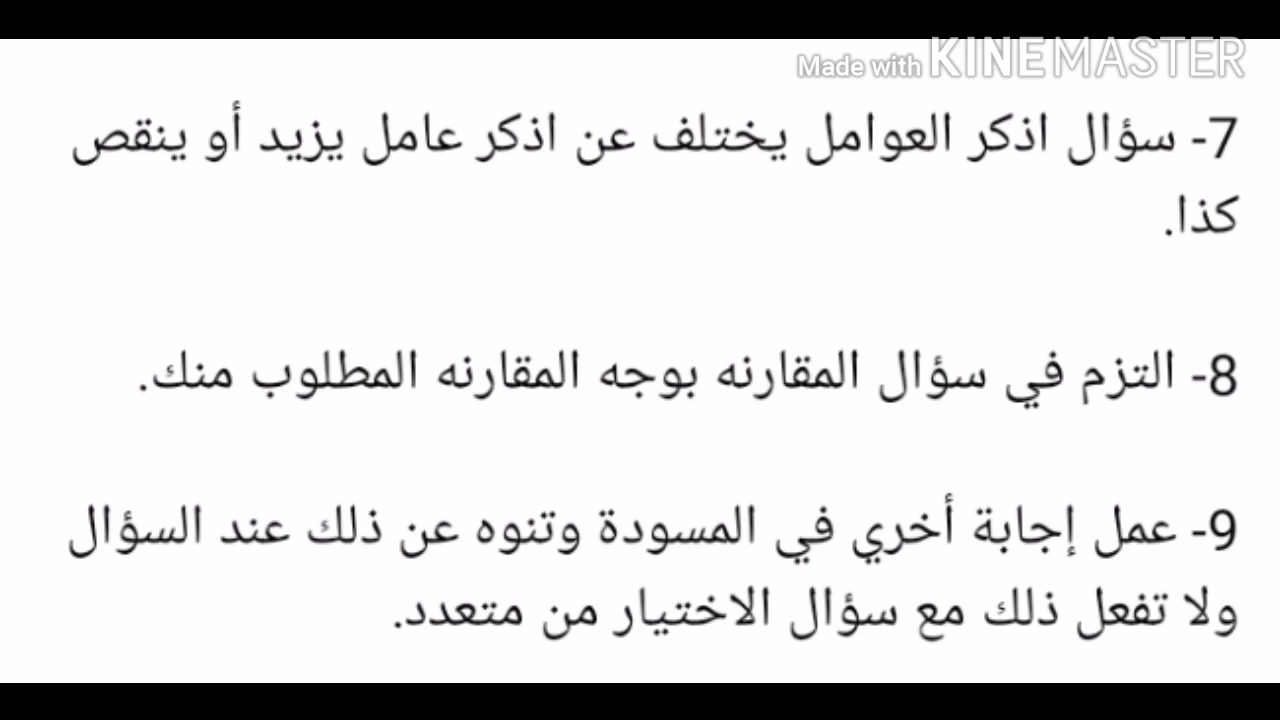 Made with KINEMASTER
7- سؤال اذكر العوامل يختلف عن اذكر عامل يزيد أو ينقص
كذا.
8- التزم في سؤال المقارنه بوجه المقارنه المطلوب منك.
9- عمل إجابة أخري في المسودة وتنوه عن ذلك عند السؤال
ولا تفعل ذلك مع سؤال الاختيار من متعدد.